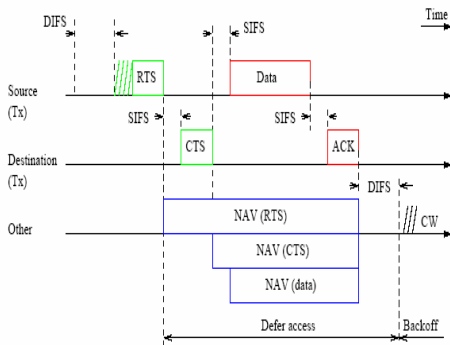 DIFS
SIFS
Time
Source
(Tx)
RTS
Data
SIFS
SIFS
Destination
(Tx)
CTS
ACK
DIFS
Other
NAV (RTS)
CW
NAV (CTS)
NAV (data)
Defer access
Backoff